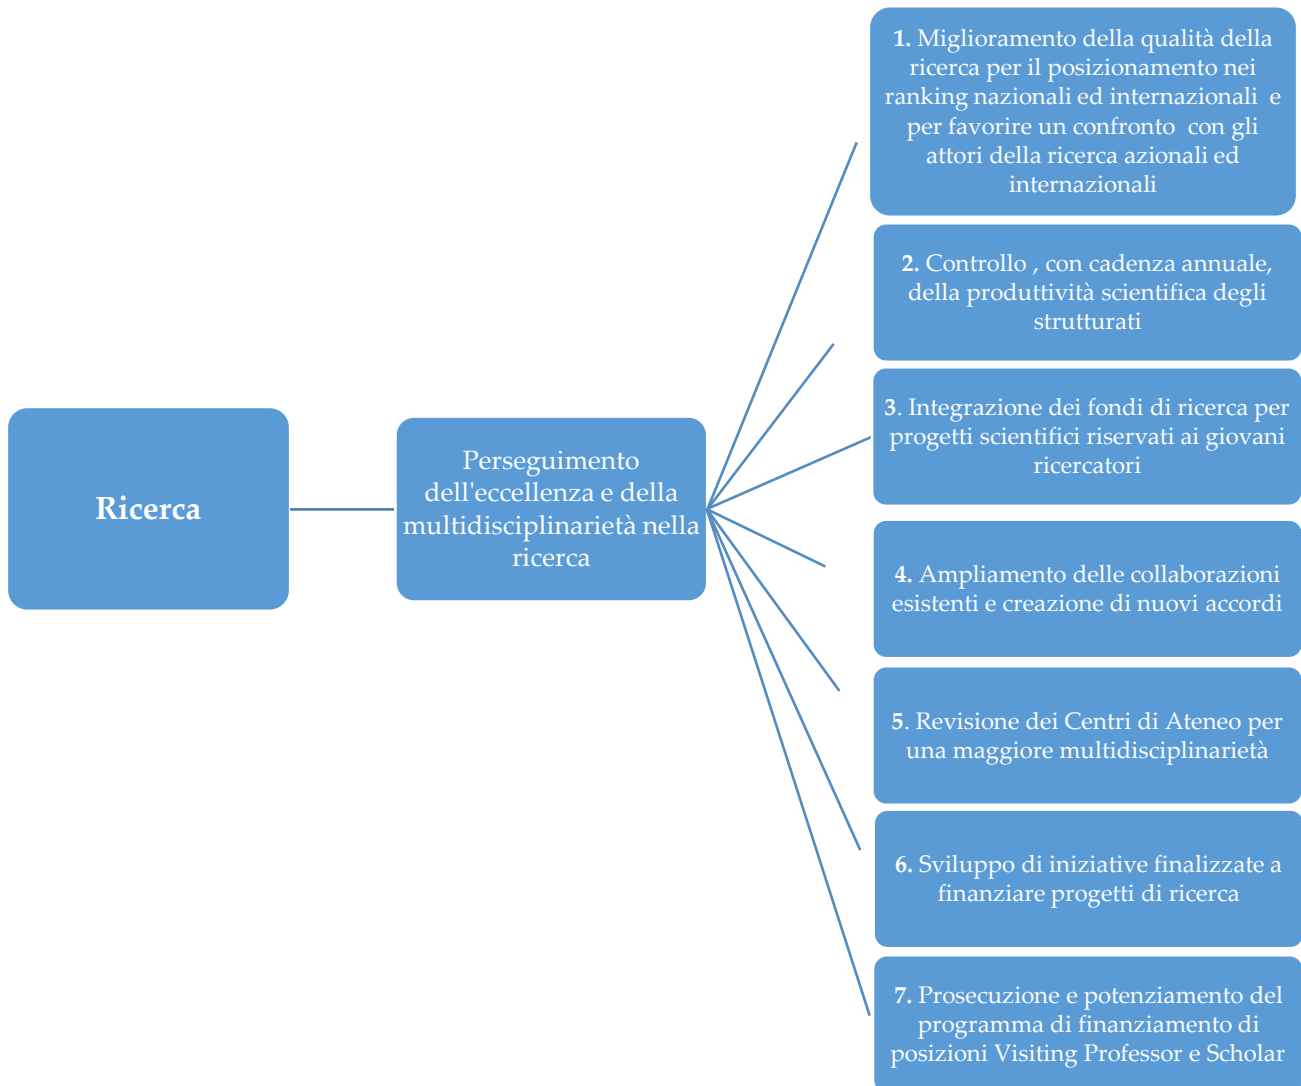 Ricerca
Perseguimento
dell'eccellenza e della
multidisciplinarietà nella
ricerca
1. Miglioramento della qualità della
ricerca per il posizionamento nei
ranking nazionali ed internazionali  e
per favorire un confronto  con gli
attori della ricerca azionali ed
internazionali
2. Controllo , con cadenza annuale,
della produttività scientifica degli
strutturati
3. Integrazione dei fondi di ricerca per
progetti scientifici riservati ai giovani
ricercatori
4. Ampliamento delle collaborazioni
esistenti e creazione di nuovi accordi
5. Revisione dei Centri di Ateneo per
una maggiore multidisciplinarietà
6. Sviluppo di iniziative finalizzate a
finanziare progetti di ricerca
7. Prosecuzione e potenziamento del
programma di finanziamento di
posizioni Visiting Professor e Scholar